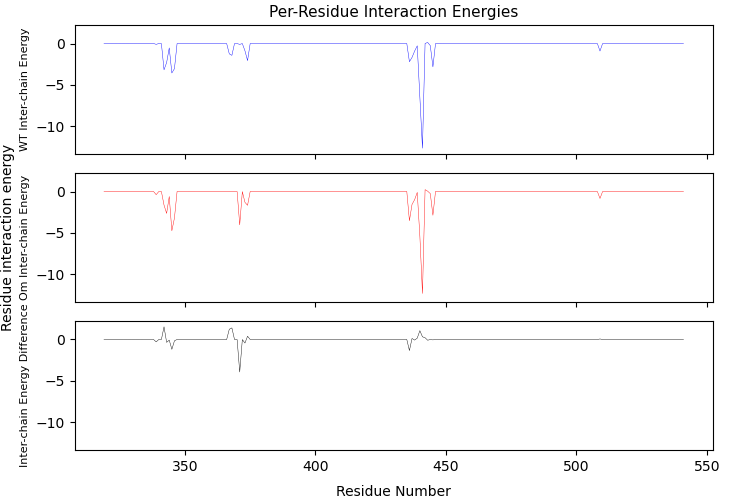 Per-Residue Interaction Energies
Residue interaction energy
WT Inter-chain Energy
0
−5
−10
Om Inter-chain Energy
0
−5
−10
Inter-chain Energy Difference
0
−5
−10
350
400
450
500
550
Residue Number